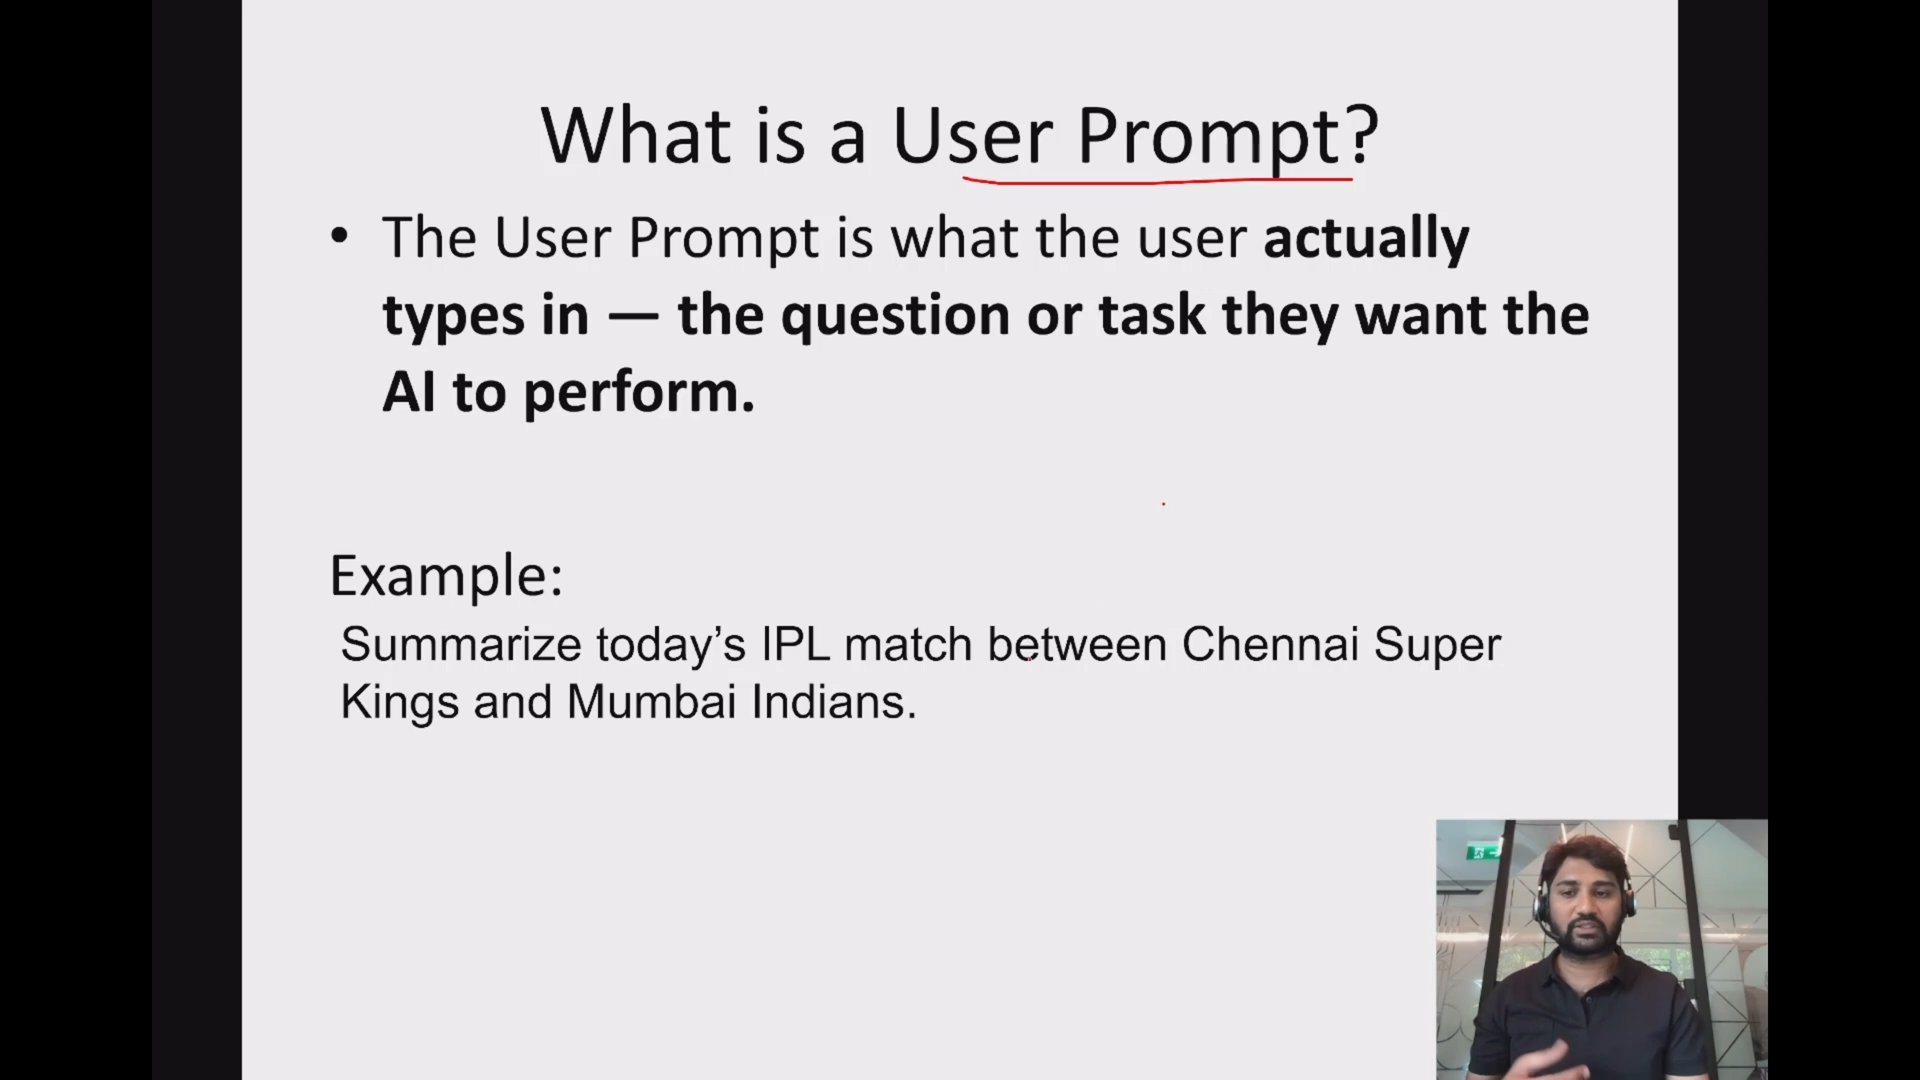 What is a User Prompt?
• The User Prompt is what the user actually
types in — the question or task they want the
AI to perform.
Example:
Summarize today’s IPL match between Chennai Super
Kings and Mumbai Indians.